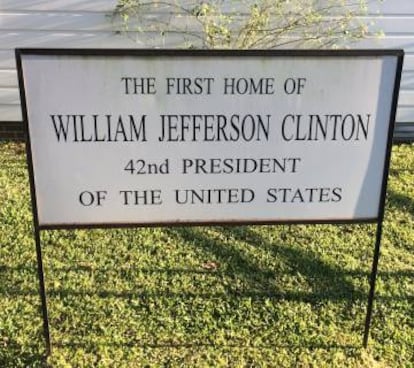 THE FIRST HOME OF
WILLIAM JEFFERSON CLINTON
42nd PRESIDENT
OF THE UNITED STATES